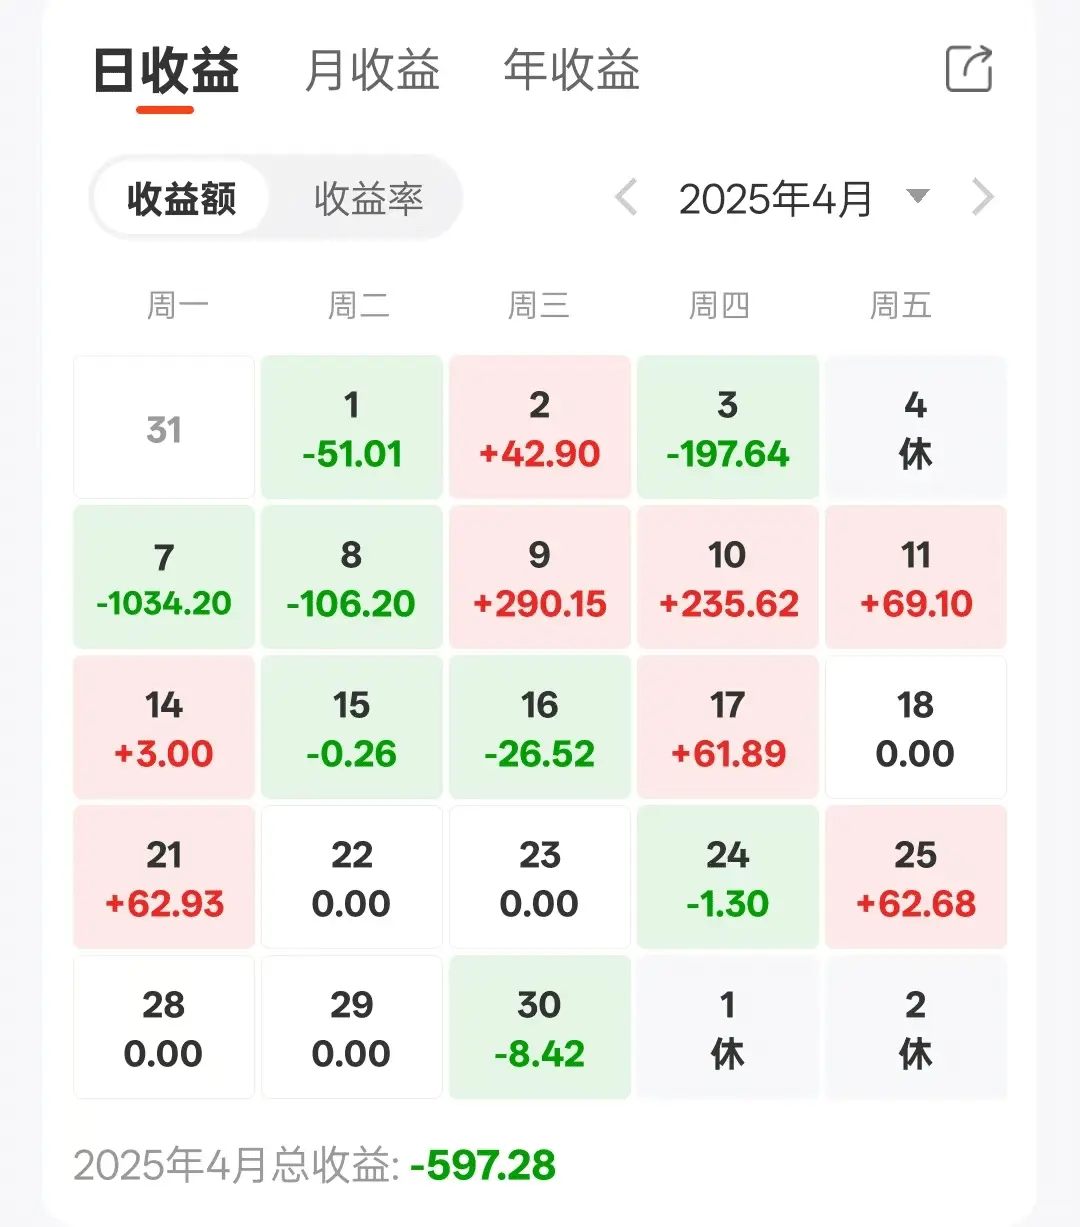 日收益 月收益 年收益
收益额 收益率 2025年4月
周一 周二 周三 周四 周五
31
1 2 3 4
-51.01 +42.90 -197.64 休
7 8 9 10 11
-1034.20 -106.20 +290.15 +235.62 +69.10
14 15 16 17 18
+3.00 -0.26 -26.52 +61.89 0.00
21 22 23 24 25
+62.93 0.00 0.00 -1.30 +62.68
28 29 30 1 2
0.00 0.00 -8.42 休 休
2025年4月总收益: -597.28